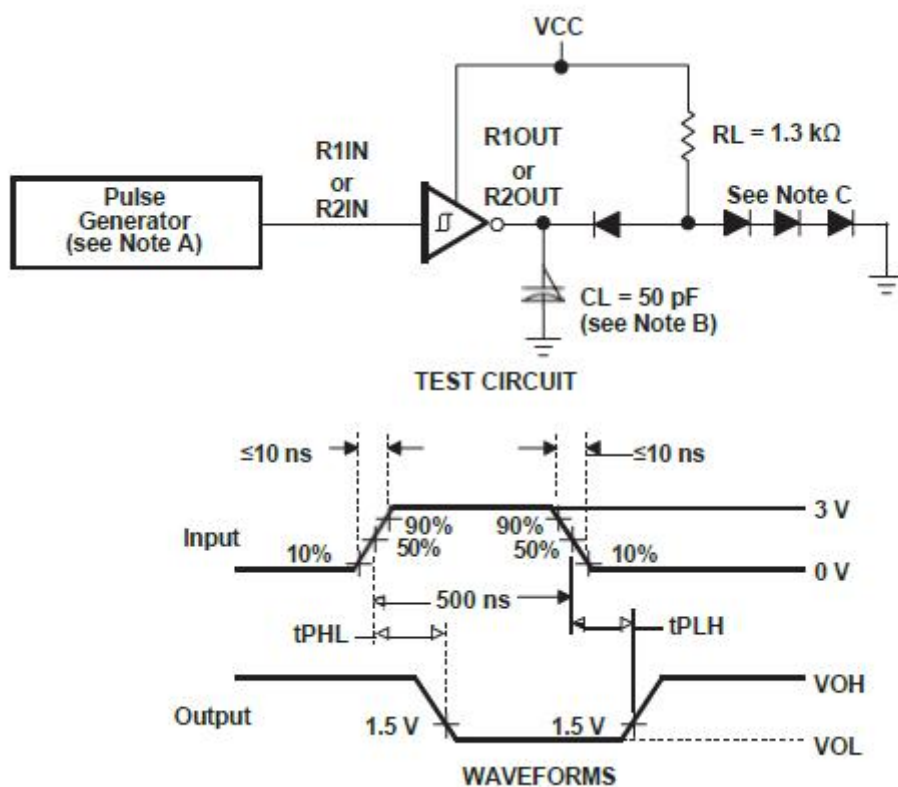 VCC
RL = 1.3 kΩ
R1IN
or
R2IN
R1OUT
or
R2OUT
See Note C
Pulse
Generator
(see Note A)
CL = 50 pF
(see Note B)
TEST CIRCUIT
≤10 ns
≤10 ns
3 V
Input
90%
90%
50%
50%
10%
10%
0 V
500 ns
tPHL
tPLH
VOH
Output
1.5 V
1.5 V
VOL
WAVEFORMS